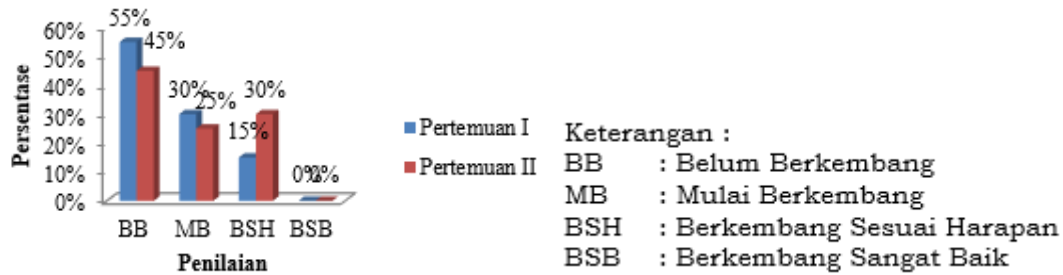 60%
50%
40%
30%
20%
10%
0%
Persentase
55%
45%
30%
25%
15%
30%
0%
0%
BB MB BSH BSB
Penilaian
Pertemuan I
Pertemuan II
Keterangan :
BB : Belum Berkembang
MB : Mulai Berkembang
BSH : Berkembang Sesuai Harapan
BSB : Berkembang Sangat Baik